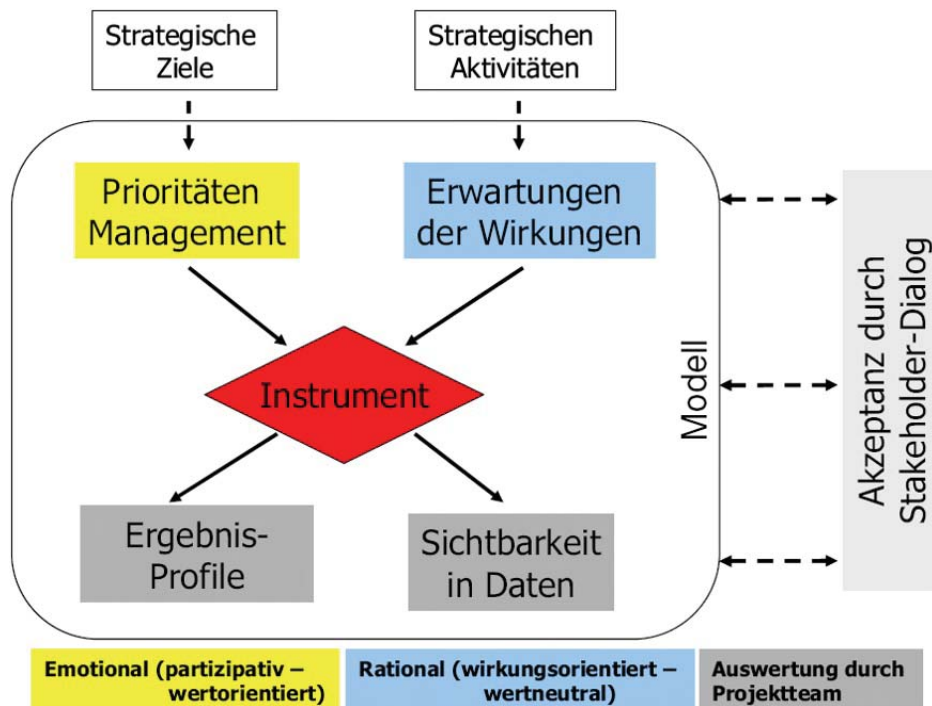 Strategische
Ziele
Strategischen
Aktivitäten
Prioritäten
Management
Erwartungen
der Wirkungen
Instrument
Ergebnis-
Profile
Sichtbarkeit
in Daten
Modell
Akzeptanz durch
Stakeholder-Dialog
Emotional (partizipativ –
wertorientiert)
Rational (wirkungsorientiert –
wertneutral)
Auswertung durch
Projektteam